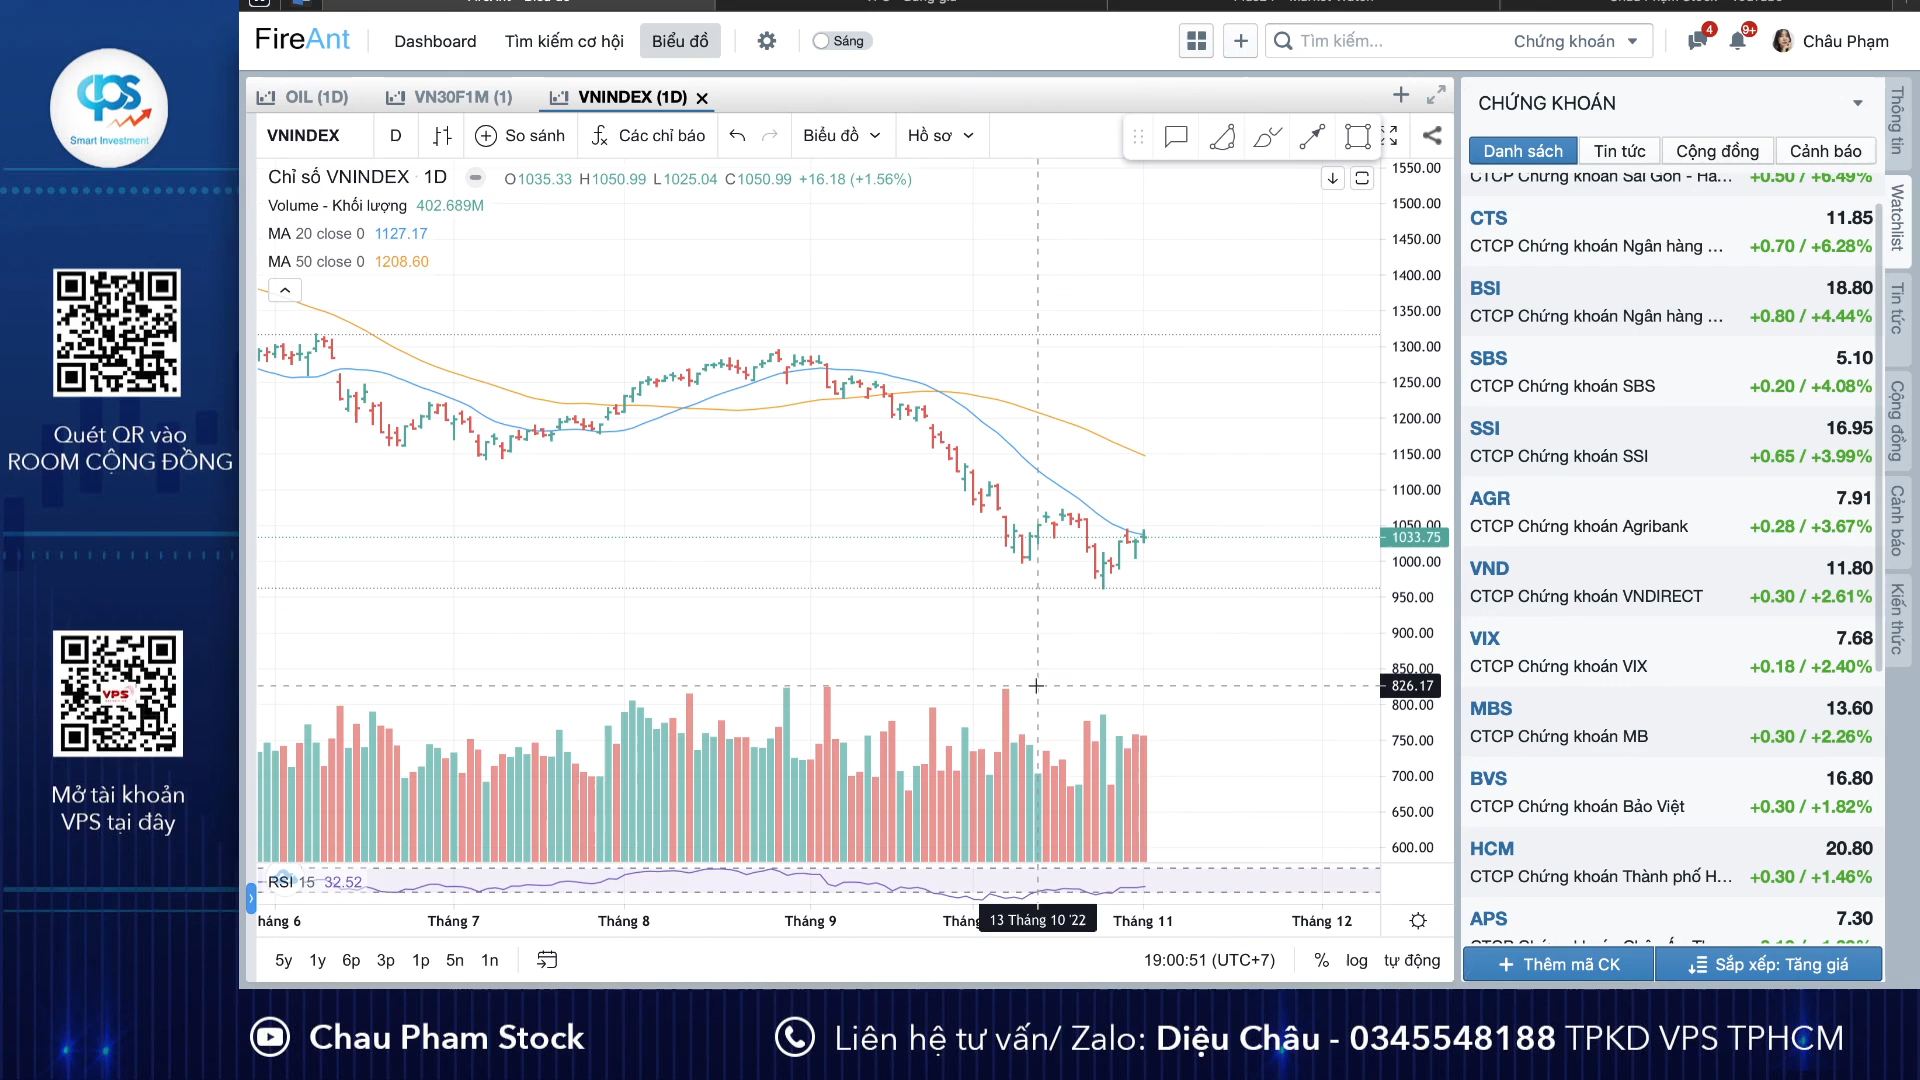 Smart Investment
Quét QR vào
ROOM CỘNG ĐỒNG
VPS
Mở tài khoản
VPS tại đây
FireAnt
Dashboard
Tìm kiếm cơ hội
Biểu đồ
Sáng
Tìm kiếm...
Chứng khoán
4
9+
Châu Phạm
OIL (1D)
VN30F1M (1)
VNINDEX (1D)
VNINDEX
D
So sánh
Các chỉ báo
Biểu đồ
Hồ sơ
Chỉ số VNINDEX 1D
O1035.33 H1050.99 L1025.04 C1050.99 +16.18 (+1.56%)
Volume - Khối lượng 402.689M
MA 20 close 0 1127.17
MA 50 close 0 1208.60
1550.00
1500.00
1450.00
1400.00
1350.00
1300.00
1250.00
1200.00
1150.00
1100.00
1050.00
1033.75
1000.00
950.00
900.00
850.00
826.17
800.00
750.00
700.00
650.00
600.00
RSI 15 32.52
háng 6
Tháng 7
Tháng 8
Tháng 9
Tháng
13 Tháng 10 '22
Tháng 11
Tháng 12
5y 1y 6p 3p 1p 5n 1n
19:00:51 (UTC+7)
% log tự động
CHỨNG KHOÁN
Danh sách
Tin tức
Cộng đồng
Cảnh báo
CTCP Chứng khoán Sài Gòn - Hà... +0.50 / +6.49%
CTS 11.85
CTCP Chứng khoán Ngân hàng ... +0.70 / +6.28%
BSI 18.80
CTCP Chứng khoán Ngân hàng ... +0.80 / +4.44%
SBS 5.10
CTCP Chứng khoán SBS +0.20 / +4.08%
SSI 16.95
CTCP Chứng khoán SSI +0.65 / +3.99%
AGR 7.91
CTCP Chứng khoán Agribank +0.28 / +3.67%
VND 11.80
CTCP Chứng khoán VNDIRECT +0.30 / +2.61%
VIX 7.68
CTCP Chứng khoán VIX +0.18 / +2.40%
MBS 13.60
CTCP Chứng khoán MB +0.30 / +2.26%
BVS 16.80
CTCP Chứng khoán Bảo Việt +0.30 / +1.82%
HCM 20.80
CTCP Chứng khoán Thành phố H... +0.30 / +1.46%
APS 7.30
Thêm mã CK
Sắp xếp: Tăng giá
Thông tin
Watchlist
Tin tức
Cộng đồng
Cảnh báo
Kiến thức
Chau Pham Stock
Liên hệ tư vấn/ Zalo: Diệu Châu - 0345548188 TPKD VPS TPHCM